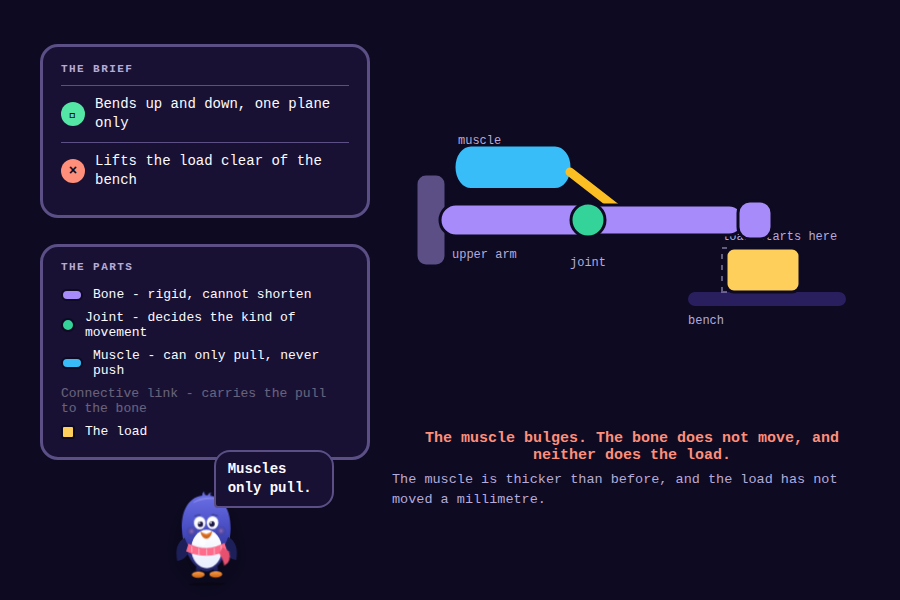 THE BRIEF
Bends up and down, one plane
only
× Lifts the load clear of the
bench
THE PARTS
Bone - rigid, cannot shorten
Joint - decides the kind of
movement
Muscle - can only pull, never
push
Connective link - carries the pull
to the bone
The load
Muscles
only pull.
muscle
upper arm
joint
starts here
bench
The muscle bulges. The bone does not move, and
neither does the load.
The muscle is thicker than before, and the load has not
moved a millimetre.